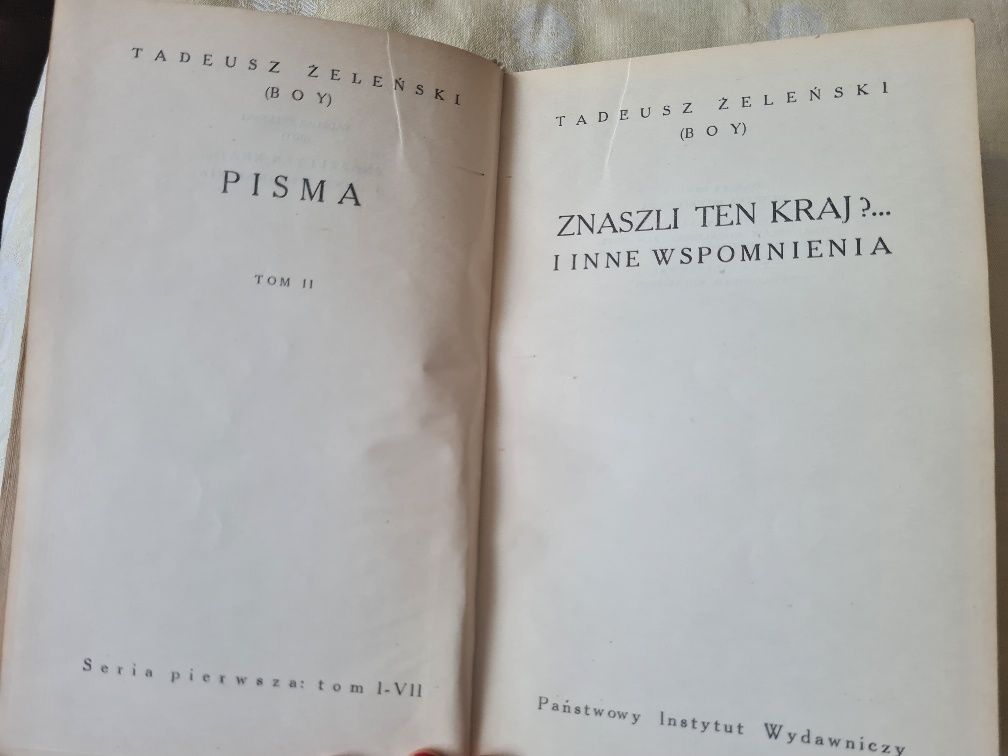 TADEUSZ ŻELEŃSKI
(BOY)
PISMA
TOM II
Seria pierwsza: tom I-VII
TADEUSZ ŻELEŃSKI
(BOY)
ZNASZLI TEN KRAJ?...
I INNE WSPOMNIENIA
Państwowy Instytut Wydawniczy